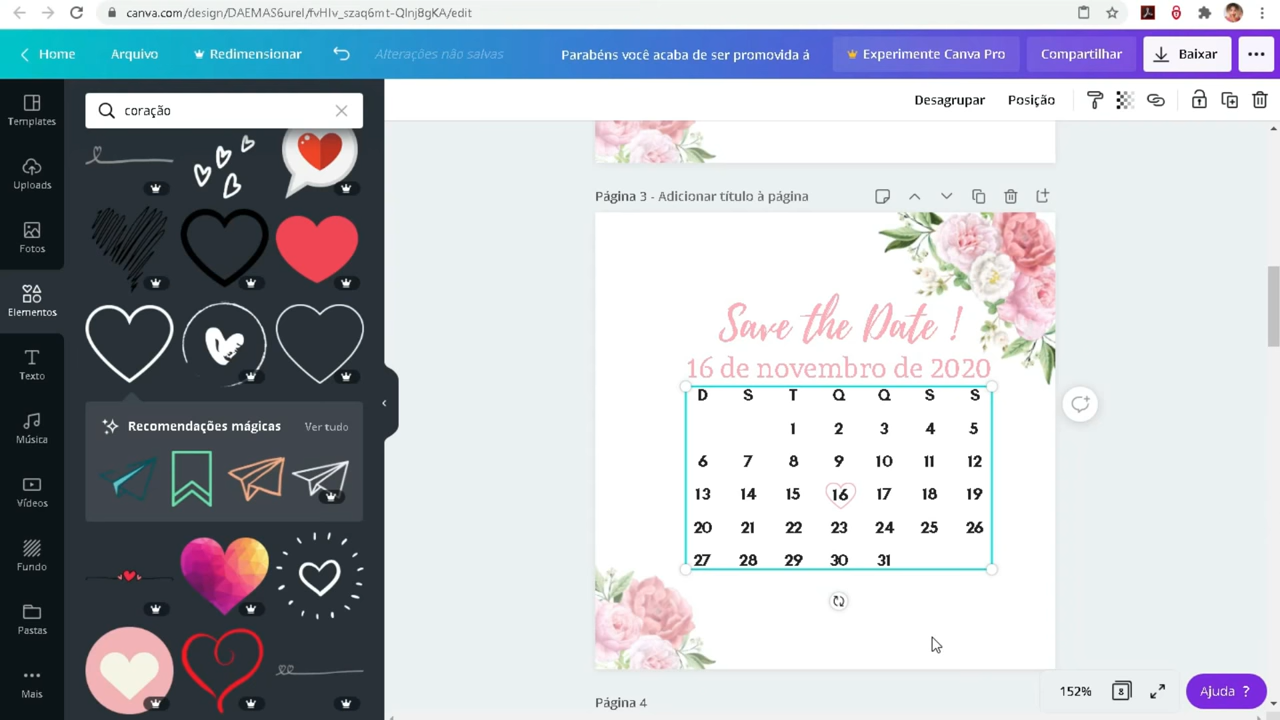 canva.com/design/DAEMAS6urel/fvHIv_szaq6mt-QInj8gKA/edit
Home
Arquivo
Redimensionar
Alterações não salvas
Parabéns você acaba de ser promovida á
Experimente Canva Pro
Compartilhar
Baixar
Templates
Uploads
Fotos
Elementos
Texto
Música
Vídeos
Fundo
Pastas
Mais
coração
Recomendações mágicas
Ver tudo
Desagrupar
Posição
Página 3 - Adicionar título à página
Save the Date !
16 de novembro de 2020
D S T Q Q S S
1 2 3 4 5
6 7 8 9 10 11 12
13 14 15 16 17 18 19
20 21 22 23 24 25 26
27 28 29 30 31
Página 4
152%
8
Ajuda ?